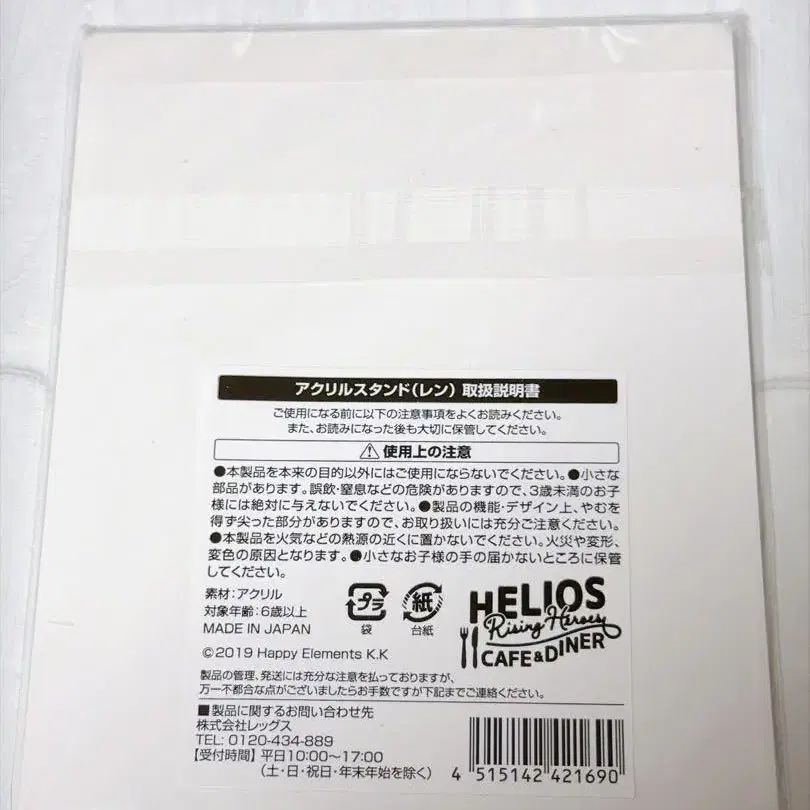 アクリルスタンド(レン) 取扱説明書
ご使用になる前に以下の注意事項をよくお読みください。
また、お読みになった後も大切に保管してください。
使用上の注意
●本製品を本来の目的以外にはご使用にならないでください。●小さな
部品があります。誤飲・窒息などの危険がありますので、3歳未満のお子
様には絶対に与えないでください。●製品の機能・デザイン上、やむを
得ず尖った部分がありますので、お取り扱いには充分ご注意ください。
●本製品を火気などの熱源の近くに置かないでください。火災や変形、
変色の原因となります。●小さなお子様の手の届かないところに保管
してください。
素材:アクリル
対象年齢:6歳以上
MADE IN JAPAN
プラ
袋
紙
台紙
HELIOS
Rising Heroes
CAFE & DINER
©2019 Happy Elements K.K
製品の管理、発送には充分な注意を払っておりますが、
万一不都合な点がございましたらお手数ですが下記までご連絡ください。
■製品に関するお問い合わせ先
株式会社レッグス
TEL: 0120-434-889
【受付時間】平日10:00～17:00
(土・日・祝日・年末年始を除く)
4 515142 421690